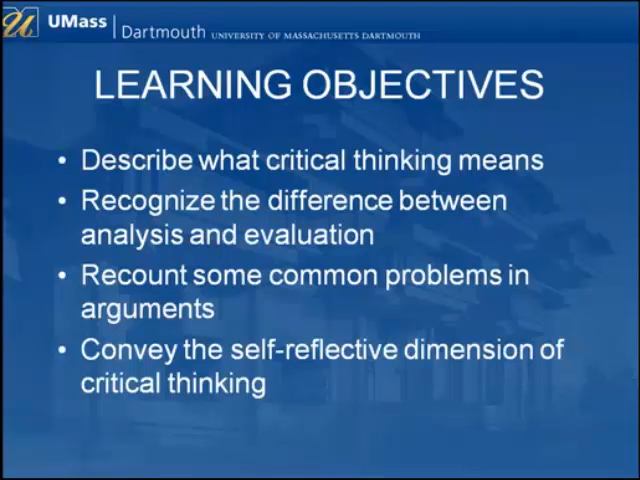 UMass Dartmouth UNIVERSITY OF MASSACHUSETTS DARTMOUTH
LEARNING OBJECTIVES
• Describe what critical thinking means
• Recognize the difference between
analysis and evaluation
• Recount some common problems in
arguments
• Convey the self-reflective dimension of
critical thinking